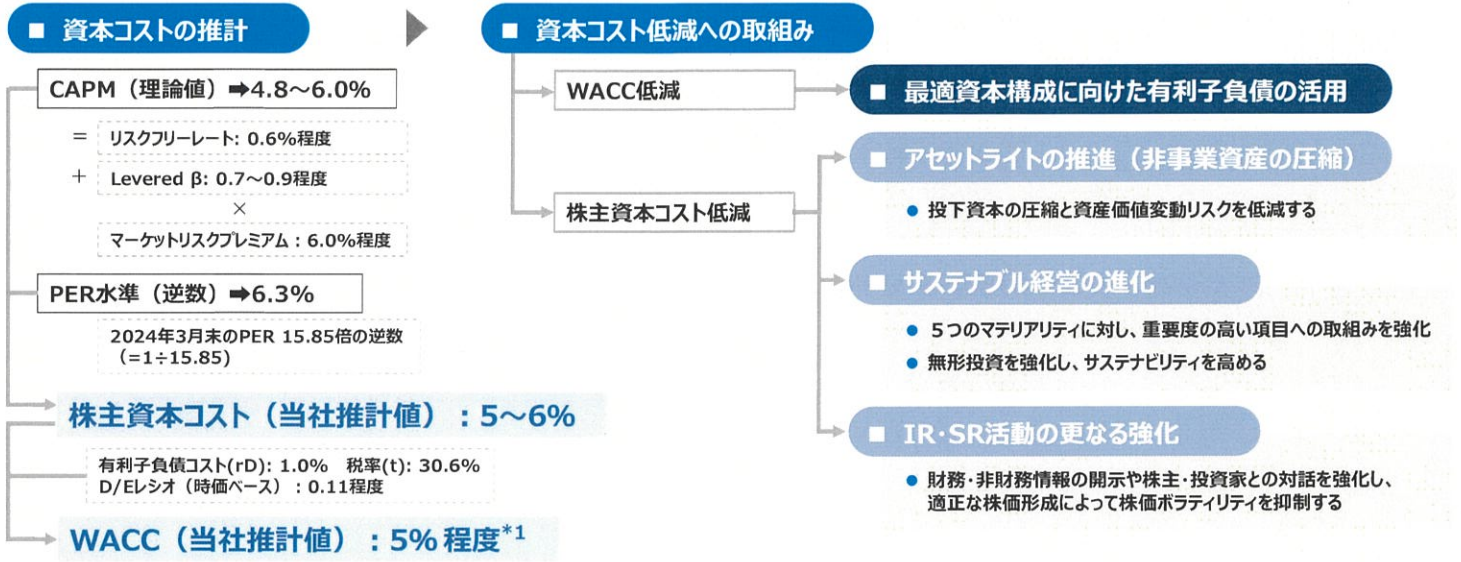 ■ 資本コストの推計
CAPM（理論値）➡4.8～6.0%
= リスクフリーレート: 0.6%程度
+ Levered β: 0.7～0.9程度
×
マーケットリスクプレミアム : 6.0%程度
PER水準（逆数）➡6.3%
2024年3月末のPER 15.85倍の逆数
（=1÷15.85)
株主資本コスト（当社推計値）: 5～6%
有利子負債コスト(rD): 1.0% 税率(t): 30.6%
D/Eレシオ（時価ベース）: 0.11程度
WACC（当社推計値）: 5% 程度*1
■ 資本コスト低減への取組み
WACC低減
■ 最適資本構成に向けた有利子負債の活用
株主資本コスト低減
■ アセットライトの推進（非事業資産の圧縮）
● 投下資本の圧縮と資産価値変動リスクを低減する
■ サステナブル経営の進化
● 5つのマテリアリティに対し、重要度の高い項目への取組みを強化
● 無形投資を強化し、サステナビリティを高める
■ IR・SR活動の更なる強化
● 財務・非財務情報の開示や株主・投資家との対話を強化し、
適正な株価形成によって株価ボラティリティを抑制する